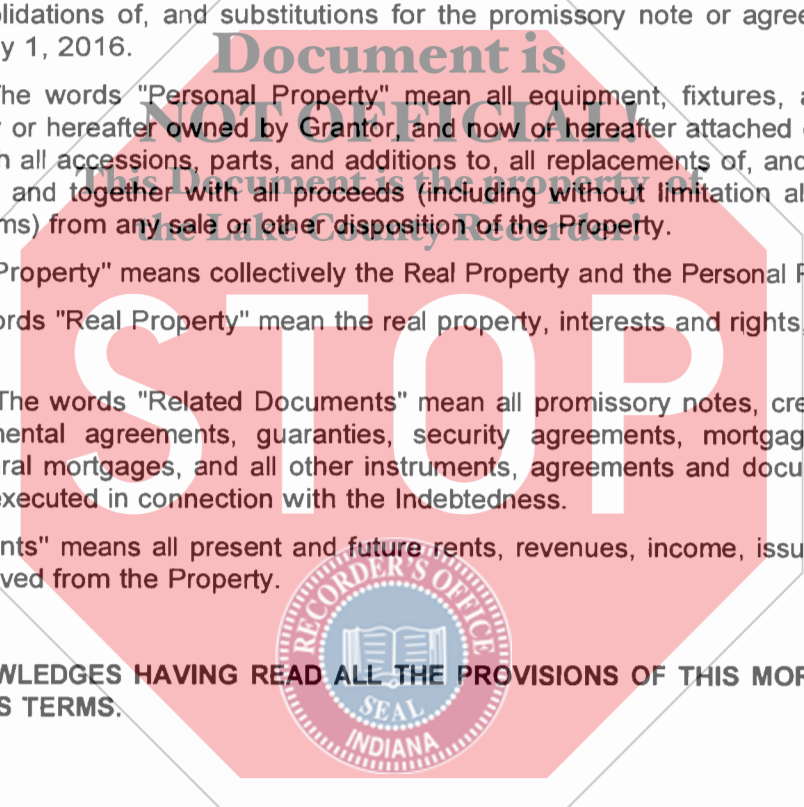 lidations of, and substitutions for the promissory note or agree
y 1, 2016.
Document is
he words "Personal Property" mean all equipment, fixtures, a
NOT OFFICIAL!
or hereafter owned by Grantor, and now or hereafter attached
h all accessions, parts, and additions to, all replacements of, and
This Document is the property of
and together with all proceeds (including without limitation al
the Lake County Recorder!
ms) from any sale or other disposition of the Property.
Property" means collectively the Real Property and the Personal P
ords "Real Property" mean the real property, interests and rights,
STOP
The words "Related Documents" mean all promissory notes, cre
mental agreements, guaranties, security agreements, mortgag
ral mortgages, and all other instruments, agreements and docu
executed in connection with the Indebtedness.
nts" means all present and future rents, revenues, income, issu
ved from the Property.
RECORDER'S OFFICE
WLEDGES HAVING READ ALL THE PROVISIONS OF THIS MOR
S TERMS.
SEAL
INDIANA